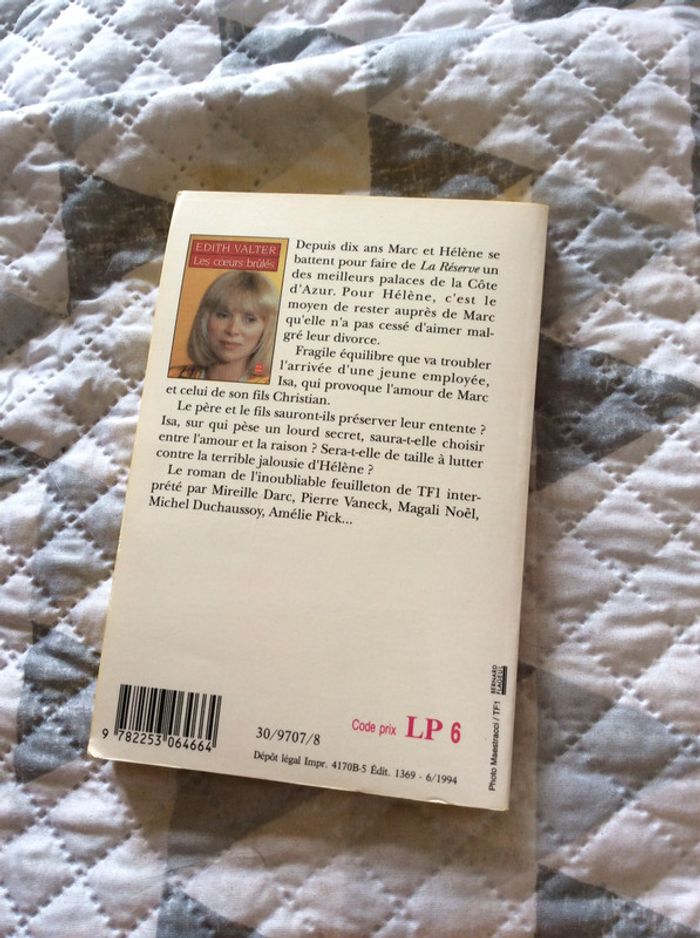 EDITH VALTER
Les cœurs brûlés
Depuis dix ans Marc et Hélène se
battent pour faire de La Réserve un
des meilleurs palaces de la Côte
d'Azur. Pour Hélène, c'est le
moyen de rester auprès de Marc
qu'elle n'a pas cessé d'aimer mal-
gré leur divorce.
Fragile équilibre que va troubler
l'arrivée d'une jeune employée,
Isa, qui provoque l'amour de Marc
et celui de son fils Christian.
Le père et le fils sauront-ils préserver leur entente ?
Isa, sur qui pèse un lourd secret, saura-t-elle choisir
entre l'amour et la raison ? Sera-t-elle de taille à lutter
contre la terrible jalousie d'Hélène ?
Le roman de l'inoubliable feuilleton de TF1 inter-
prété par Mireille Darc, Pierre Vaneck, Magali Noël,
Michel Duchaussoy, Amélie Pick...
9 782253 064664
30/9707/8
Code prix LP 6
Dépôt légal Impr. 4170B-5 Édit. 1369 - 6/1994
Photo Maestracci / TF1
BERNARD
FLAGEUL